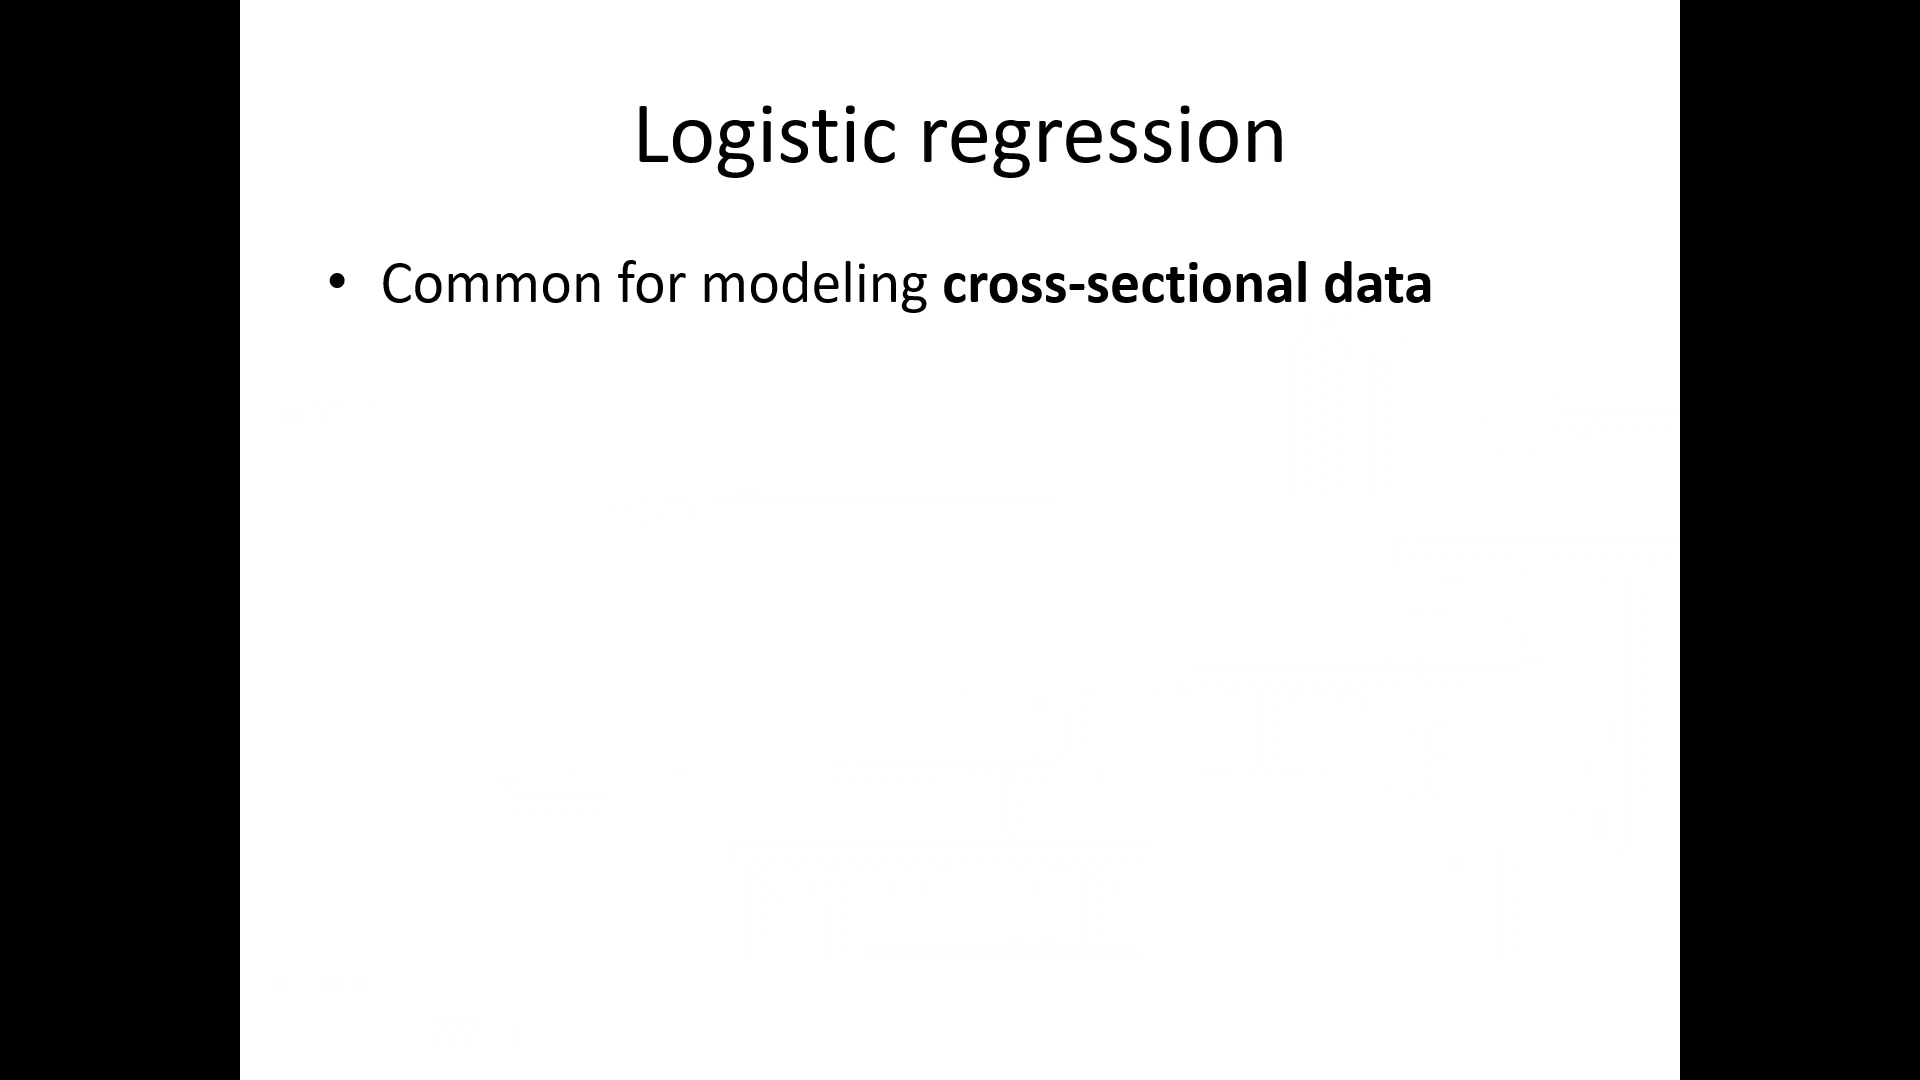 Logistic regression
• Common for modeling cross-sectional data